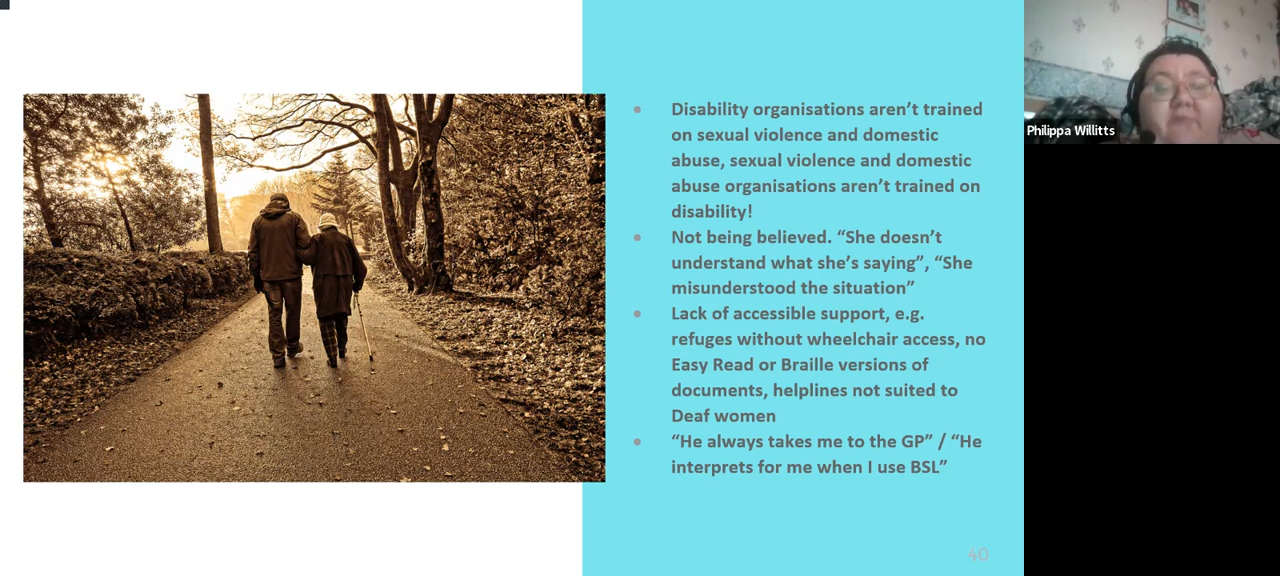 Disability organisations aren’t trained
on sexual violence and domestic
abuse, sexual violence and domestic
abuse organisations aren’t trained on
disability!
Not being believed. “She doesn’t
understand what she’s saying”, “She
misunderstood the situation”
Lack of accessible support, e.g.
refuges without wheelchair access, no
Easy Read or Braille versions of
documents, helplines not suited to
Deaf women
“He always takes me to the GP” / “He
interprets for me when I use BSL”
40
Philippa Willitts